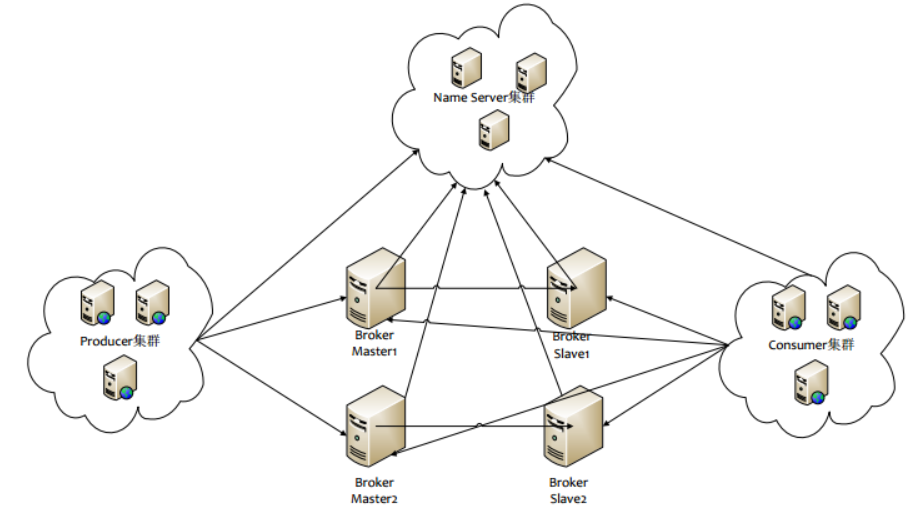 Name Server集群
Producer集群
Broker
Master1
Broker
Slave1
Consumer集群
Broker
Master2
Broker
Slave2